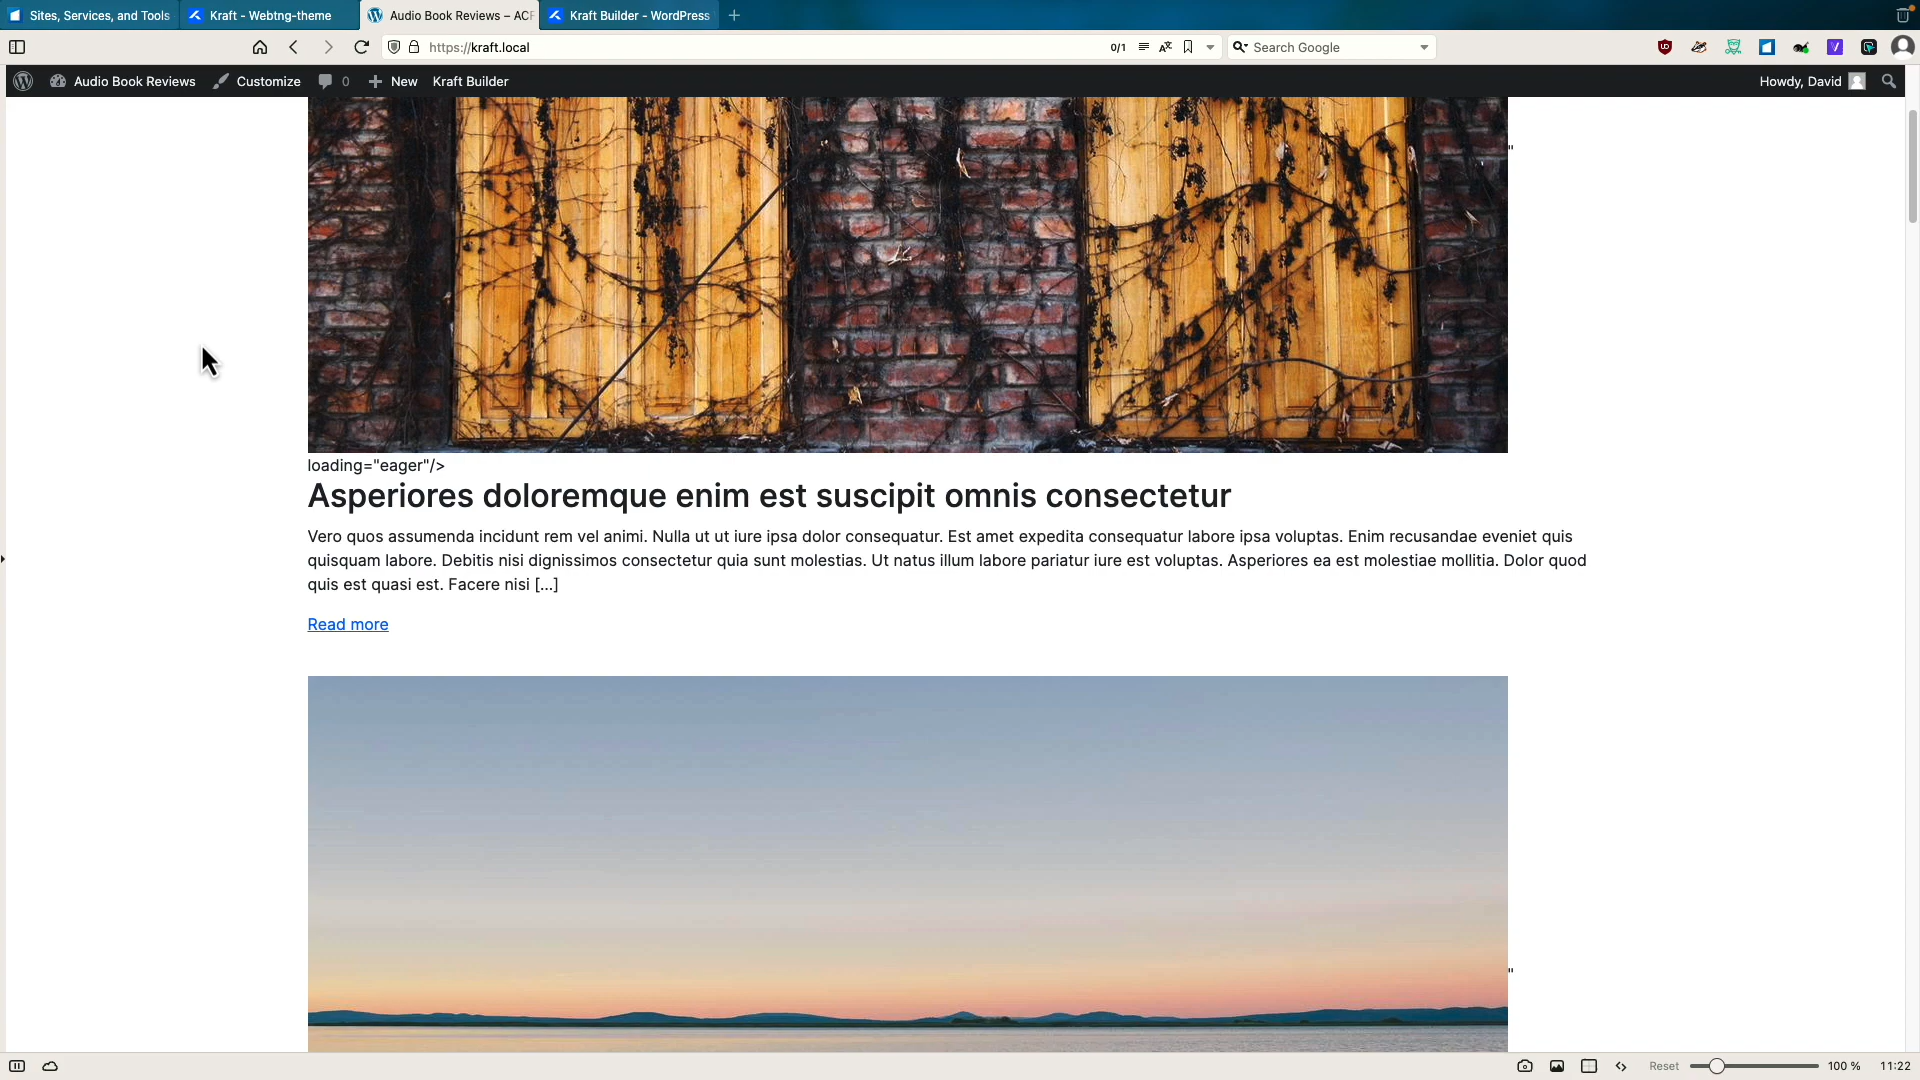 Sites, Services, and Tools
Kraft - Webtng-theme
Audio Book Reviews – ACF
Kraft Builder - WordPress
https://kraft.local
0/1
Search Google
Audio Book Reviews
Customize
0
New
Kraft Builder
Howdy, David
"
loading="eager"/>
Asperiores doloremque enim est suscipit omnis consectetur
Vero quos assumenda incidunt rem vel animi. Nulla ut ut iure ipsa dolor consequatur. Est amet expedita consequatur labore ipsa voluptas. Enim recusandae eveniet quis
quisquam labore. Debitis nisi dignissimos consectetur quia sunt molestias. Ut natus illum labore pariatur iure est voluptas. Asperiores ea est molestiae mollitia. Dolor quod
quis est quasi est. Facere nisi […]
Read more
"
Reset
100 %
11:22